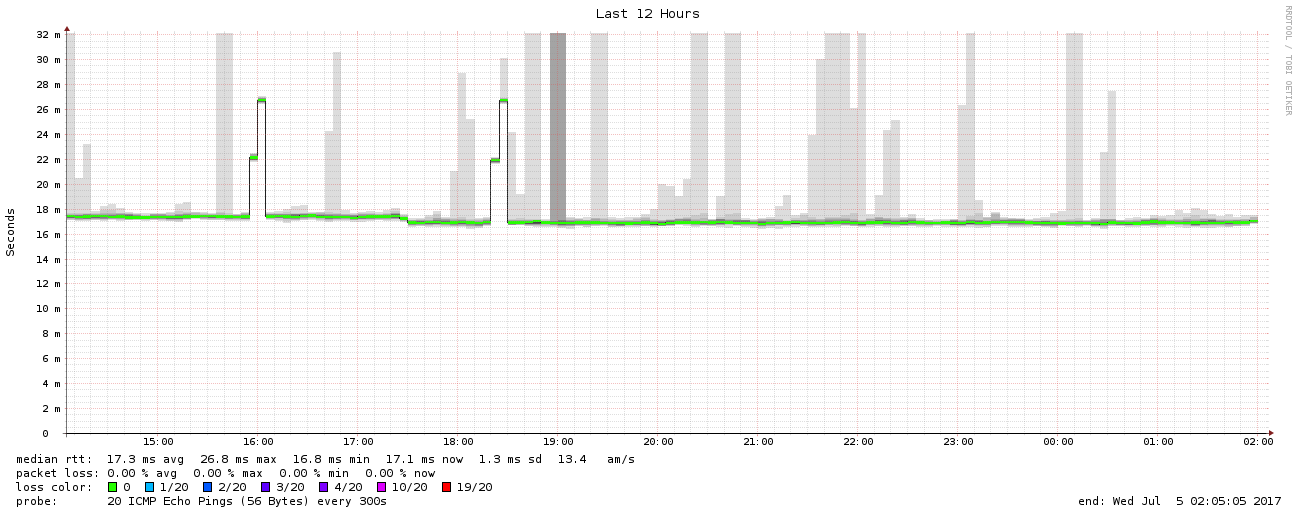 Last 12 Hours
RRDTOOL / TOBI OETIKER
Seconds
32 m
30 m
28 m
26 m
24 m
22 m
20 m
18 m
16 m
14 m
12 m
10 m
8 m
6 m
4 m
2 m
0
15:00 16:00 17:00 18:00 19:00 20:00 21:00 22:00 23:00 00:00 01:00 02:00
median rtt: 17.3 ms avg 26.8 ms max 16.8 ms min 17.1 ms now 1.3 ms sd 13.4 am/s
packet loss: 0.00 % avg 0.00 % max 0.00 % min 0.00 % now
loss color: 0 1/20 2/20 3/20 4/20 10/20 19/20
probe: 20 ICMP Echo Pings (56 Bytes) every 300s end: Wed Jul 5 02:05:05 2017